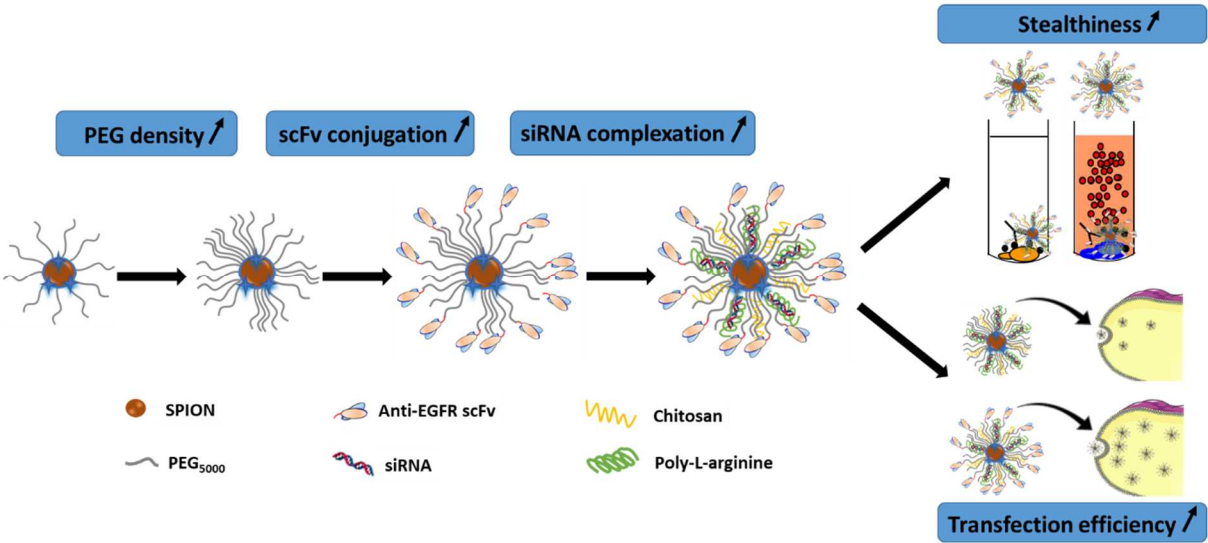 Stealthiness
PEG density
scFv conjugation
siRNA complexation
SPION
Anti-EGFR scFv
Chitosan
PEG5000
siRNA
Poly-L-arginine
Transfection efficiency